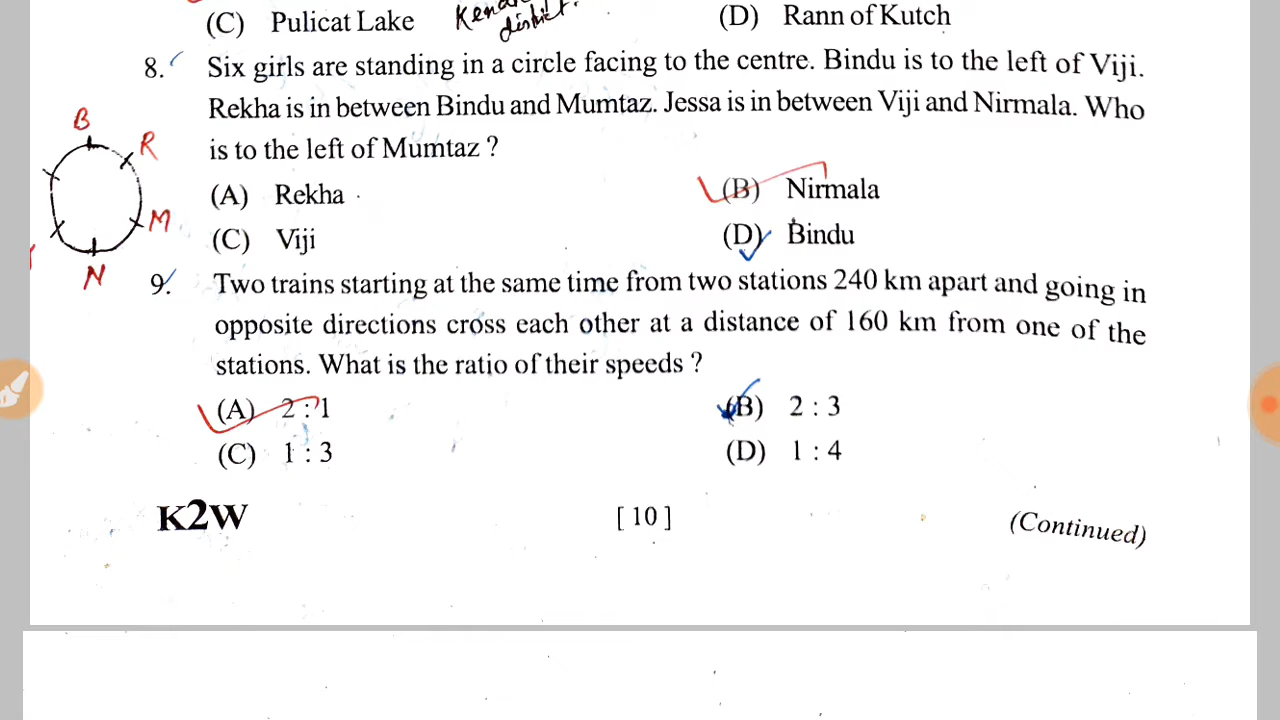 (C) Pulicat Lake district. (D) Rann of Kutch
8. Six girls are standing in a circle facing to the centre. Bindu is to the left of Viji.
Rekha is in between Bindu and Mumtaz. Jessa is in between Viji and Nirmala. Who
is to the left of Mumtaz ?
(A) Rekha (B) Nirmala
(C) Viji (D) Bindu
B
R
M
N
9. Two trains starting at the same time from two stations 240 km apart and going in
opposite directions cross each other at a distance of 160 km from one of the
stations. What is the ratio of their speeds ?
(A) 2 : 1 (B) 2 : 3
(C) 1 : 3 (D) 1 : 4
K2W [ 10 ] (Continued)